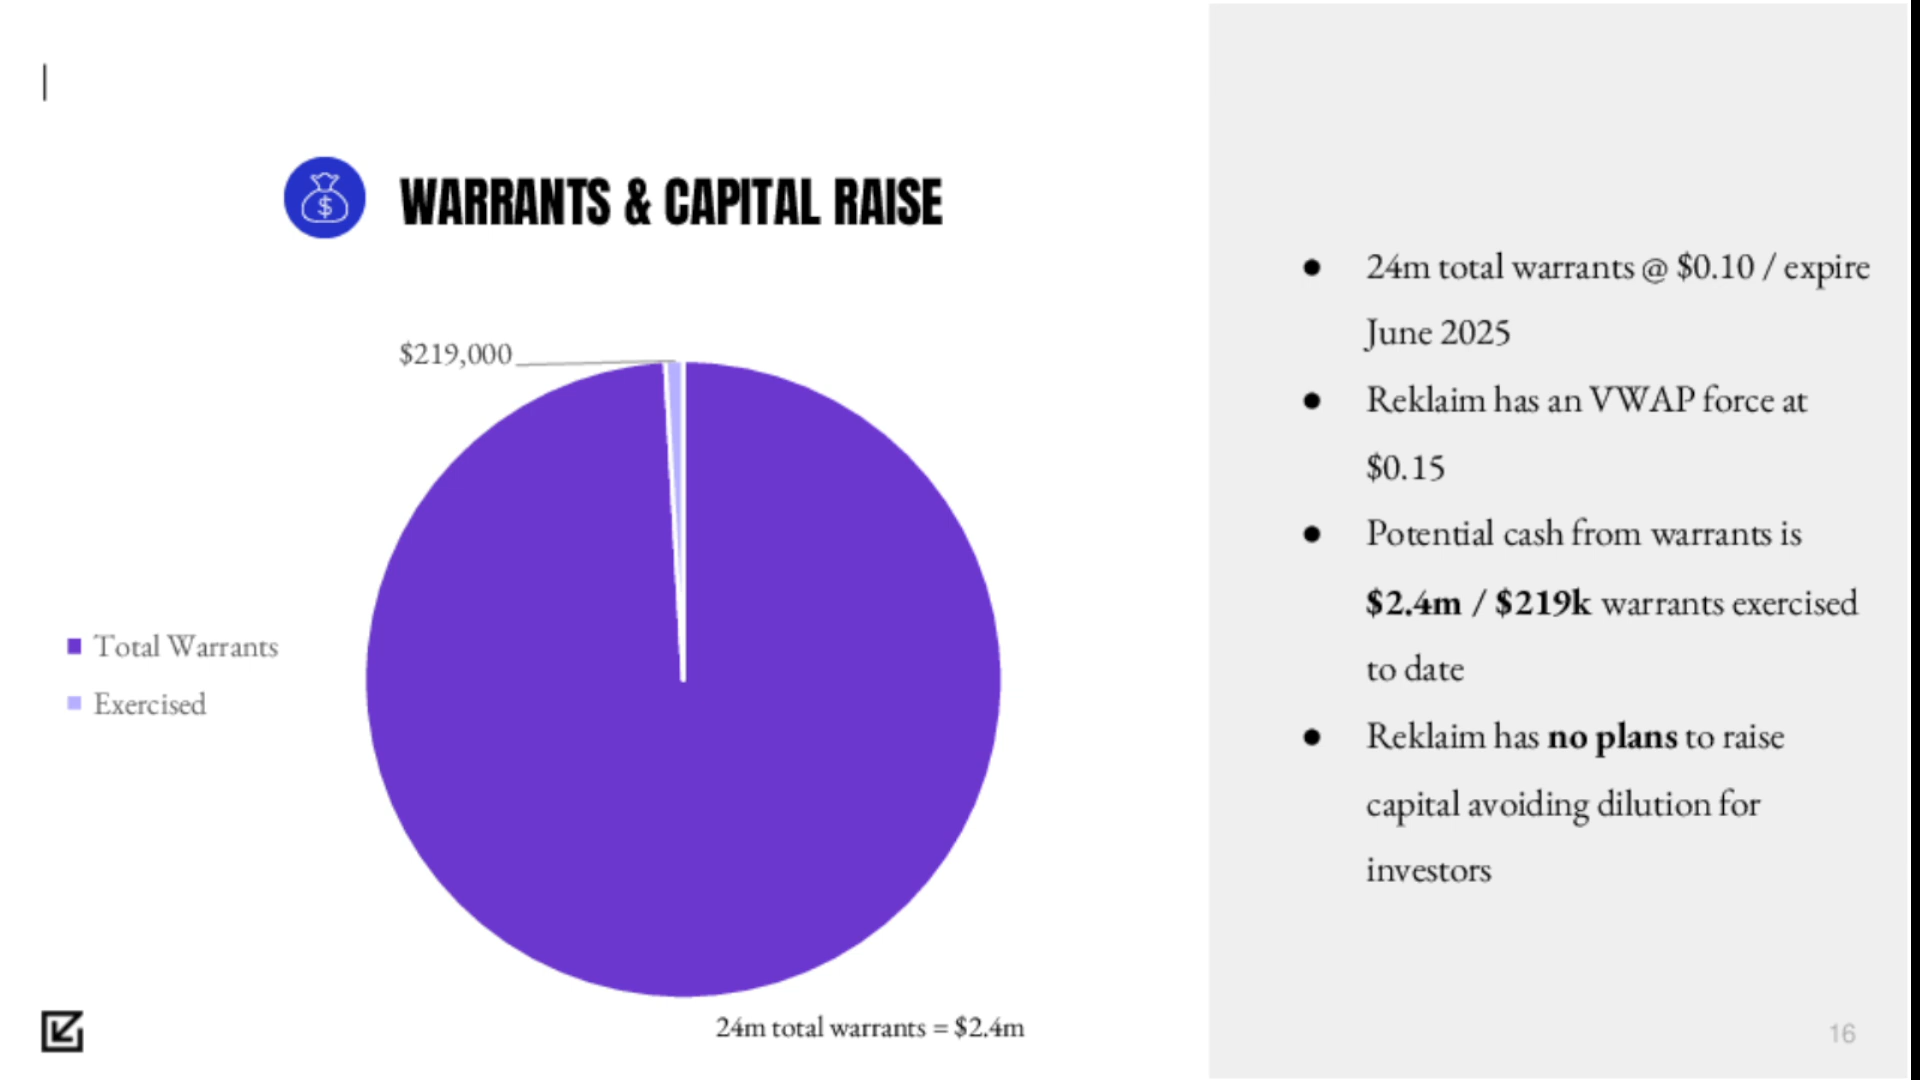 WARRANTS & CAPITAL RAISE
$219,000
Total Warrants
Exercised
24m total warrants = $2.4m
● 24m total warrants @ $0.10 / expire
June 2025
● Reklaim has an VWAP force at
$0.15
● Potential cash from warrants is
$2.4m / $219k warrants exercised
to date
● Reklaim has no plans to raise
capital avoiding dilution for
investors
16